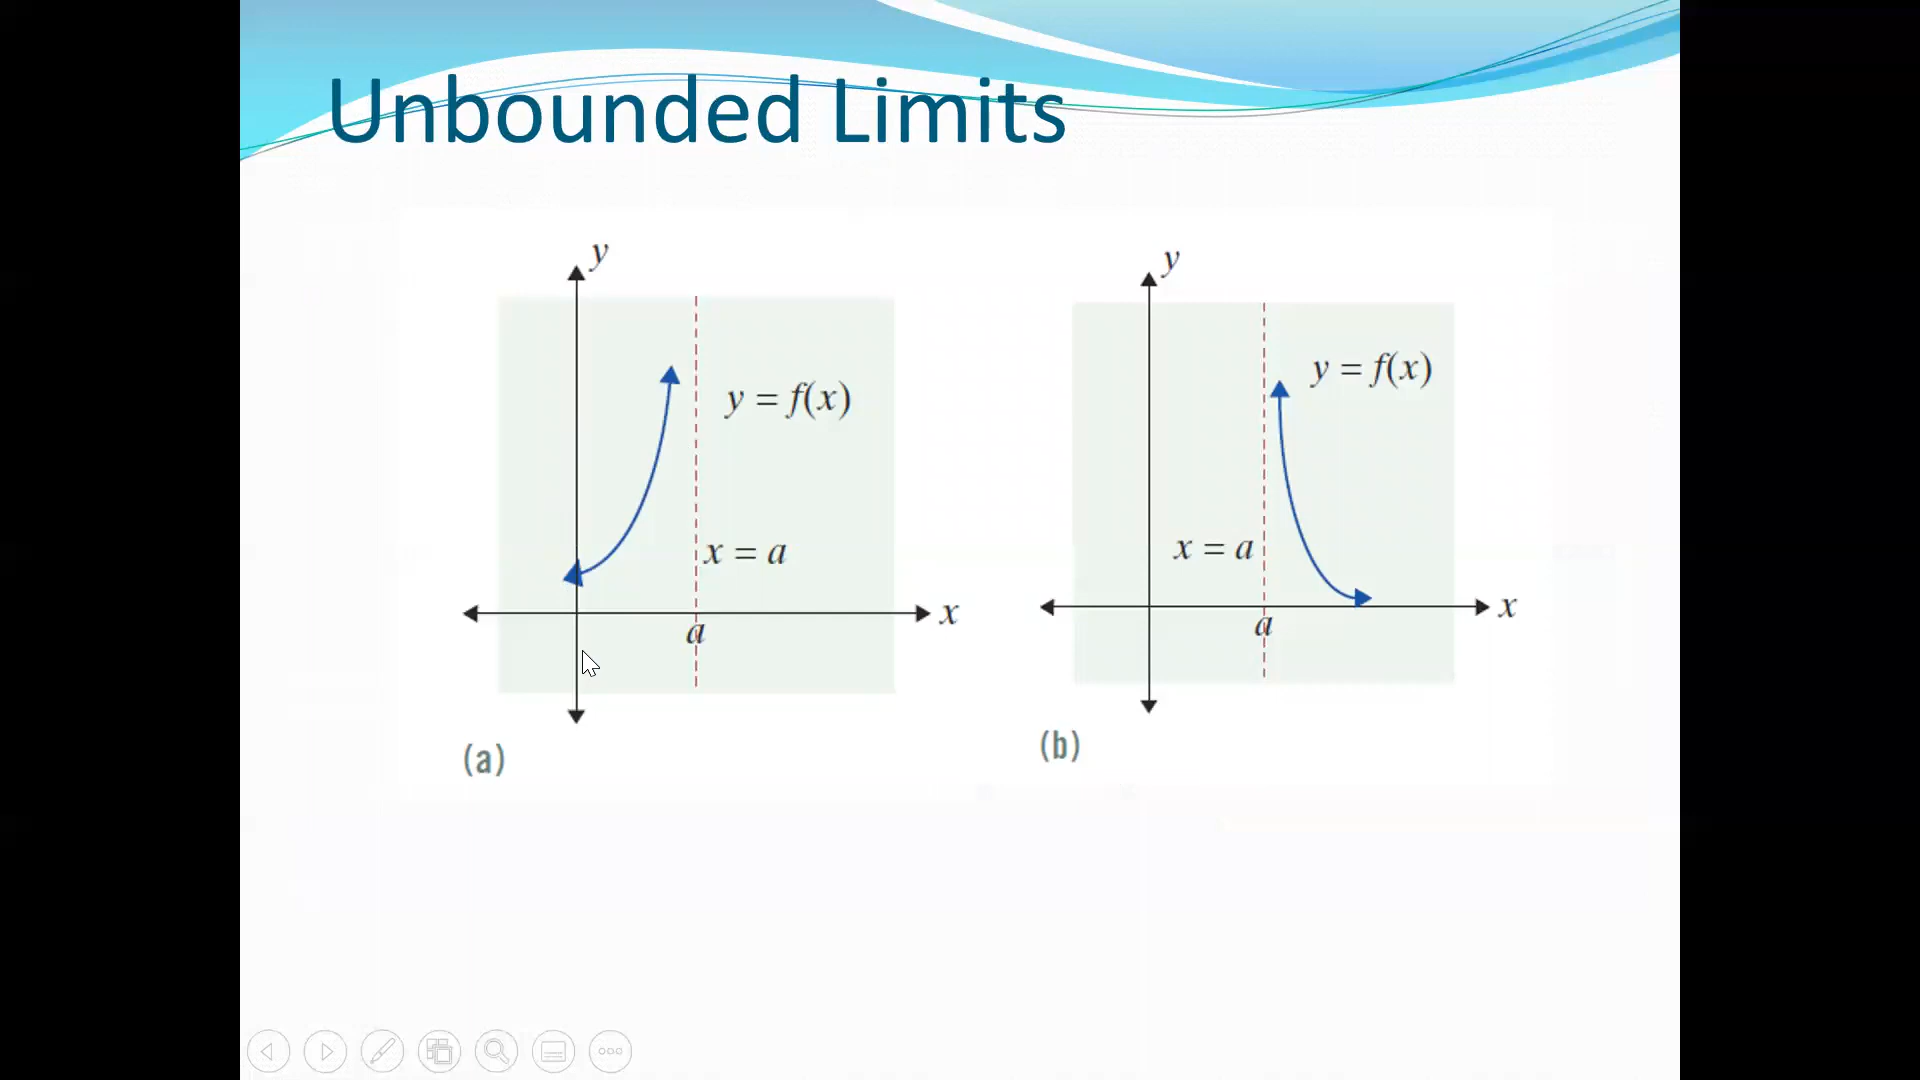 Unbounded Limits
y
y = f(x)
x = a
x
a
(a)
y
y = f(x)
x = a
x
a
(b)